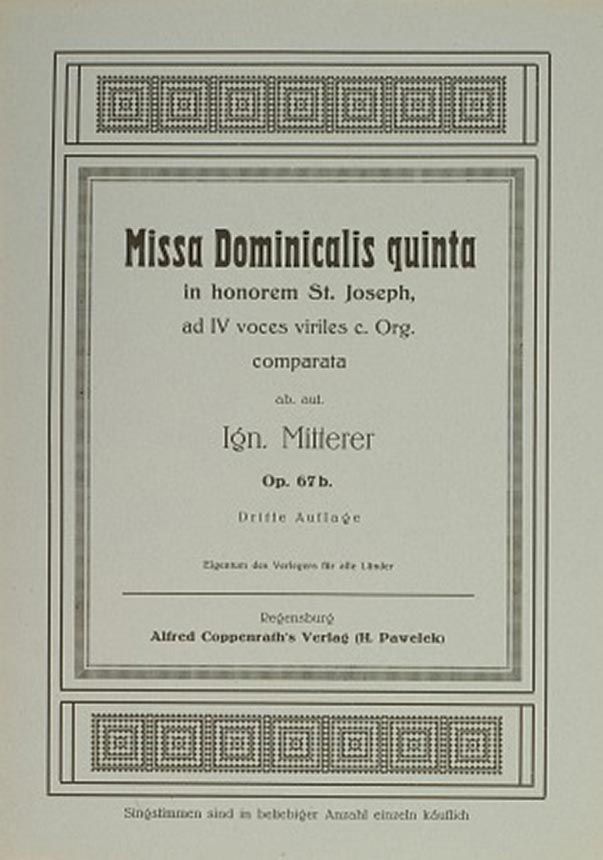 Missa Dominicalis quinta
in honorem St. Joseph,
ad IV voces viriles c. Org.
comparata
ab. aut.
Ign. Mitterer
Op. 67 b.
Dritte Auflage
Eigentum des Verlegers für alle Länder
Regensburg
Alfred Coppenrath's Verlag (H. Pawelek)
Singstimmen sind in beliebiger Anzahl einzeln käuflich